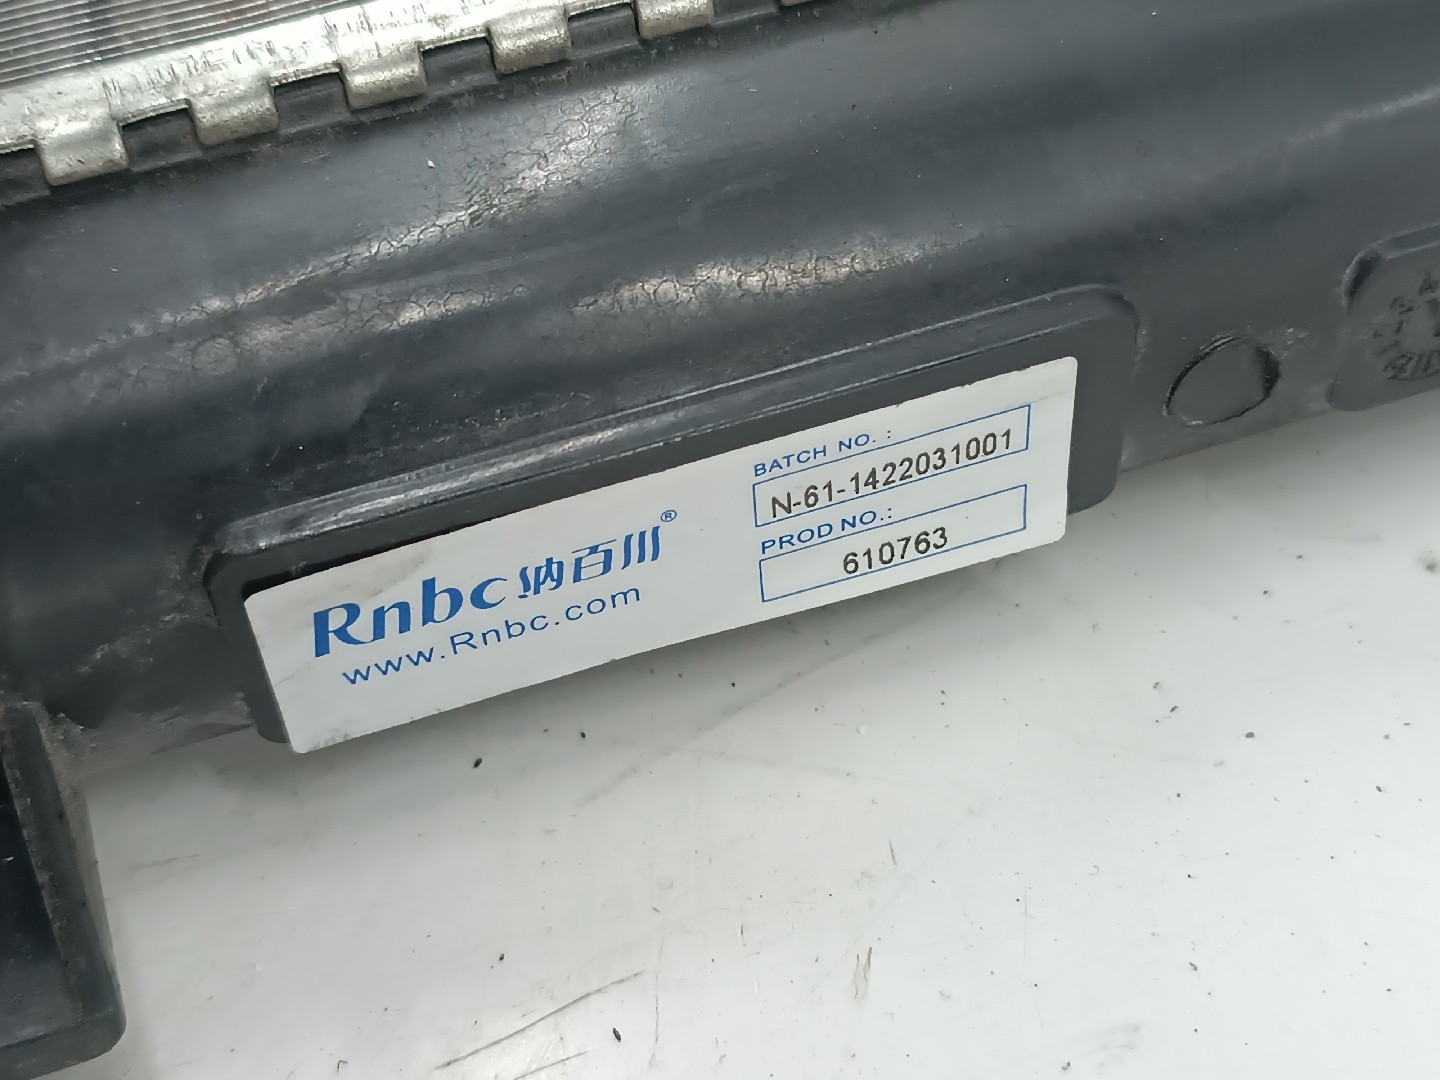 Rnbc纳百川®
www.Rnbc.com
BATCH NO. :
N-61-1422031001
PROD NO.:
610763